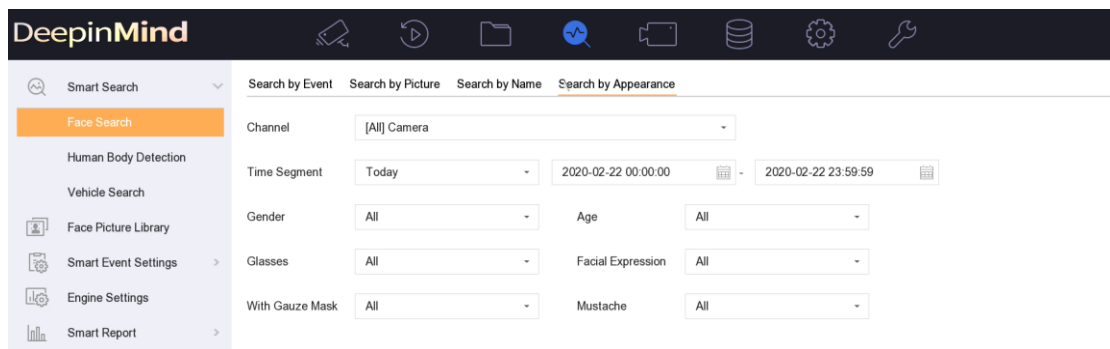 DeepinMind
Smart Search
Face Search
Human Body Detection
Vehicle Search
Face Picture Library
Smart Event Settings
Engine Settings
Smart Report
Search by Event Search by Picture Search by Name Search by Appearance
Channel [All] Camera
Time Segment Today 2020-02-22 00:00:00 - 2020-02-22 23:59:59
Gender All Age All
Glasses All Facial Expression All
With Gauze Mask All Mustache All